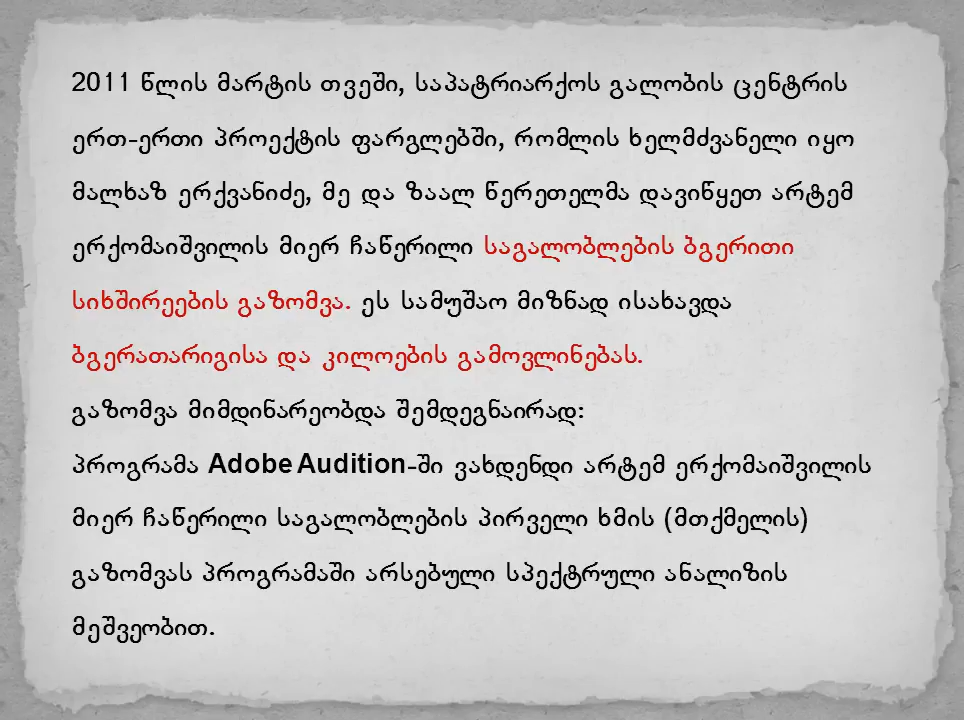 2011 წლის მარტის თვეში, საპატრიარქოს გალობის ცენტრის
ერთ-ერთი პროექტის ფარგლებში, რომლის ხელმძვანელი იყო
მალხაზ ერქვანიძე, მე და ზაალ წერეთელმა დავიწყეთ არტემ
ერქომაიშვილის მიერ ჩაწერილი საგალობლების ბგერითი
სიხშირეების გაზომვა. ეს სამუშაო მიზნად ისახავდა
ბგერათარიგისა და კილოების გამოვლინებას.
გაზომვა მიმდინარეობდა შემდეგნაირად:
პროგრამა Adobe Audition-ში ვახდენდი არტემ ერქომაიშვილის
მიერ ჩაწერილი საგალობლების პირველი ხმის (მთქმელის)
გაზომვას პროგრამაში არსებული სპექტრული ანალიზის
მეშვეობით.